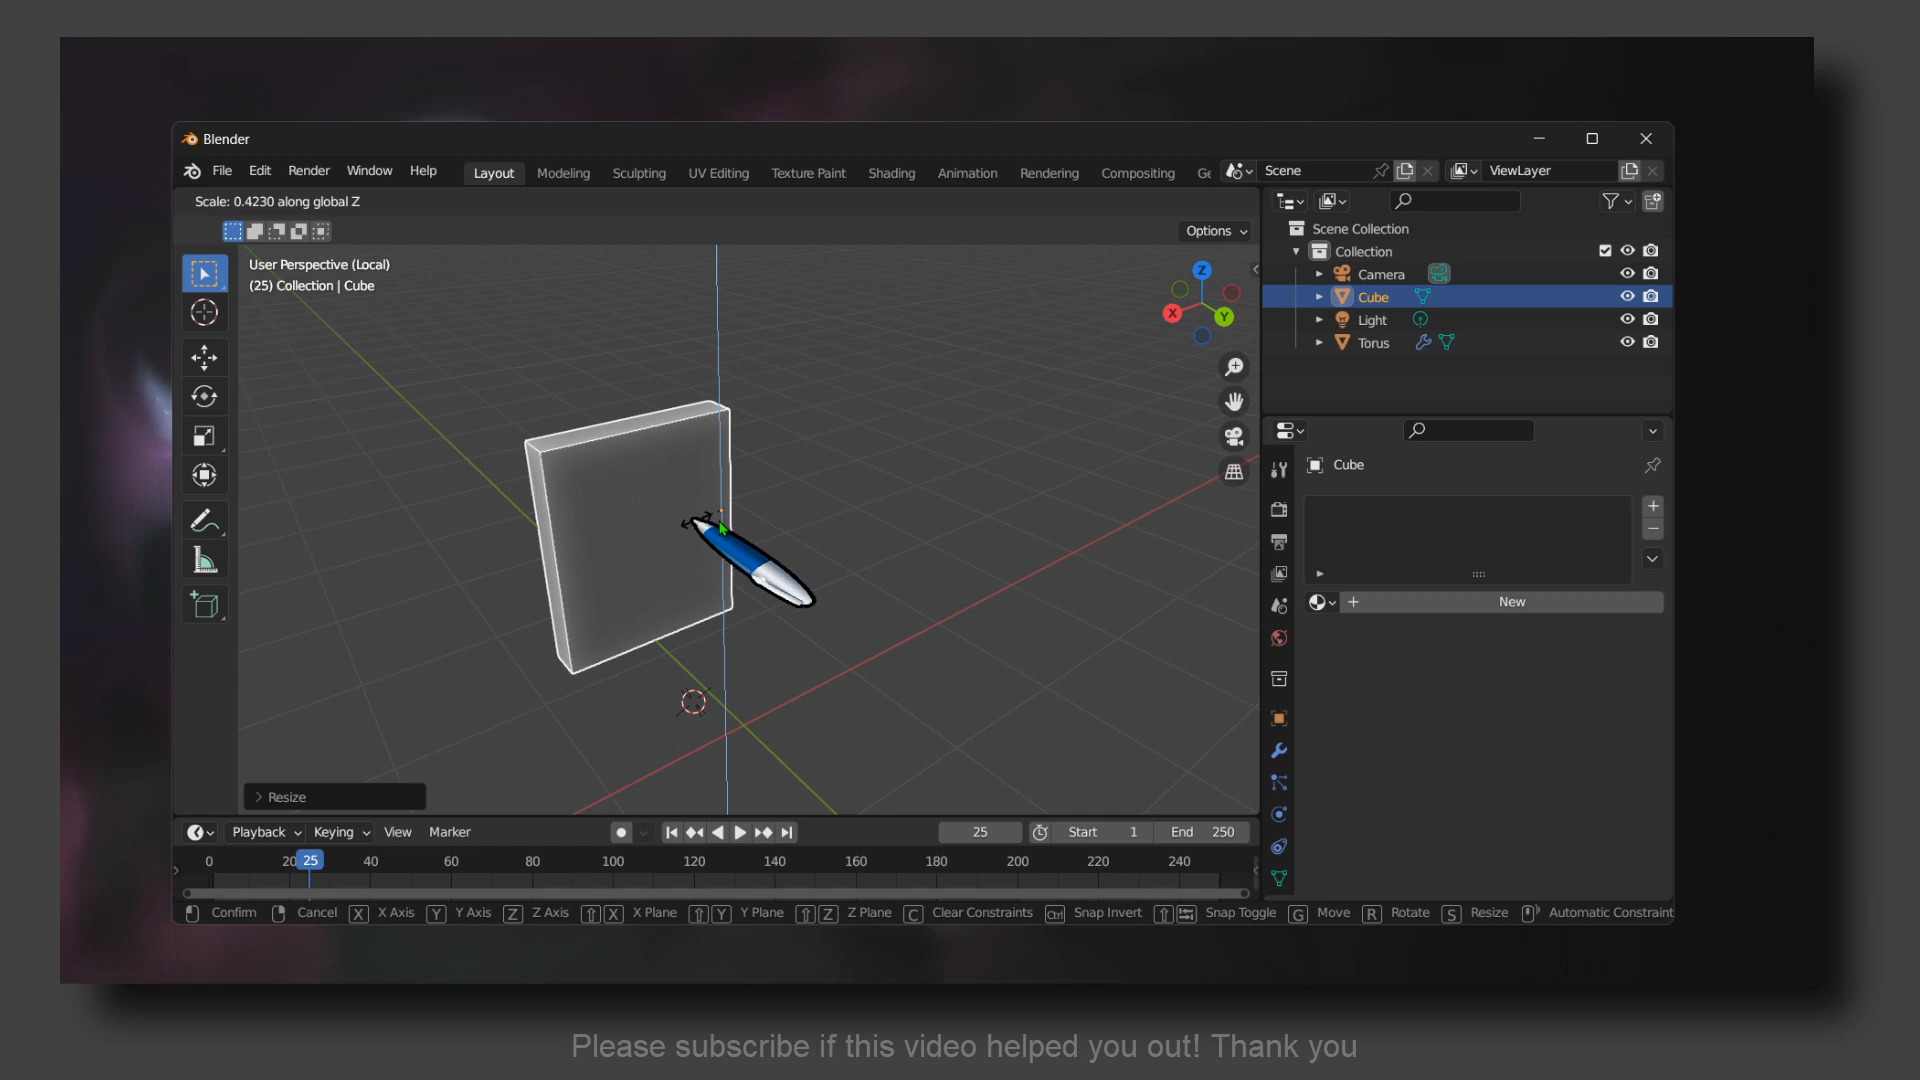 Blender
File Edit Render Window Help Layout Modeling Sculpting UV Editing Texture Paint Shading Animation Rendering Compositing Ge Scene ViewLayer
Scale: 0.4230 along global Z
Options
User Perspective (Local)
(25) Collection | Cube
Z
X
Y
Scene Collection
Collection
Camera
Cube
Light
Torus
Cube
New
Resize
Playback Keying View Marker 25 Start 1 End 250
0 20 25 40 60 80 100 120 140 160 180 200 220 240
Confirm Cancel X X Axis Y Y Axis Z Z Axis X X Plane Y Y Plane Z Z Plane C Clear Constraints Ctrl Snap Invert Snap Toggle G Move R Rotate S Resize Automatic Constraint
Please subscribe if this video helped you out! Thank you